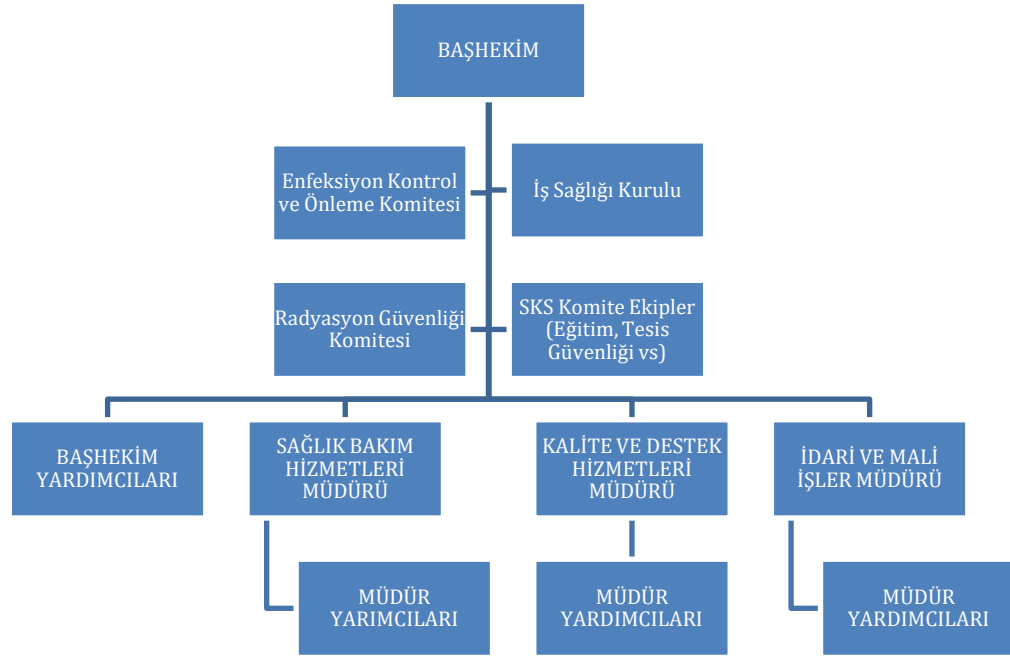 BAŞHEKİM
Enfeksiyon Kontrol
ve Önleme Komitesi
İş Sağlığı Kurulu
Radyasyon Güvenliği
Komitesi
SKS Komite Ekipler
(Eğitim, Tesis
Güvenliği vs)
BAŞHEKİM
YARDIMCILARI
SAĞLIK BAKIM
HİZMETLERİ
MÜDÜRÜ
KALİTE VE DESTEK
HİZMETLERİ
MÜDÜRÜ
İDARİ VE MALİ
İŞLER MÜDÜRÜ
MÜDÜR
YARIMCILARI
MÜDÜR
YARDIMCILARI
MÜDÜR
YARDIMCILARI